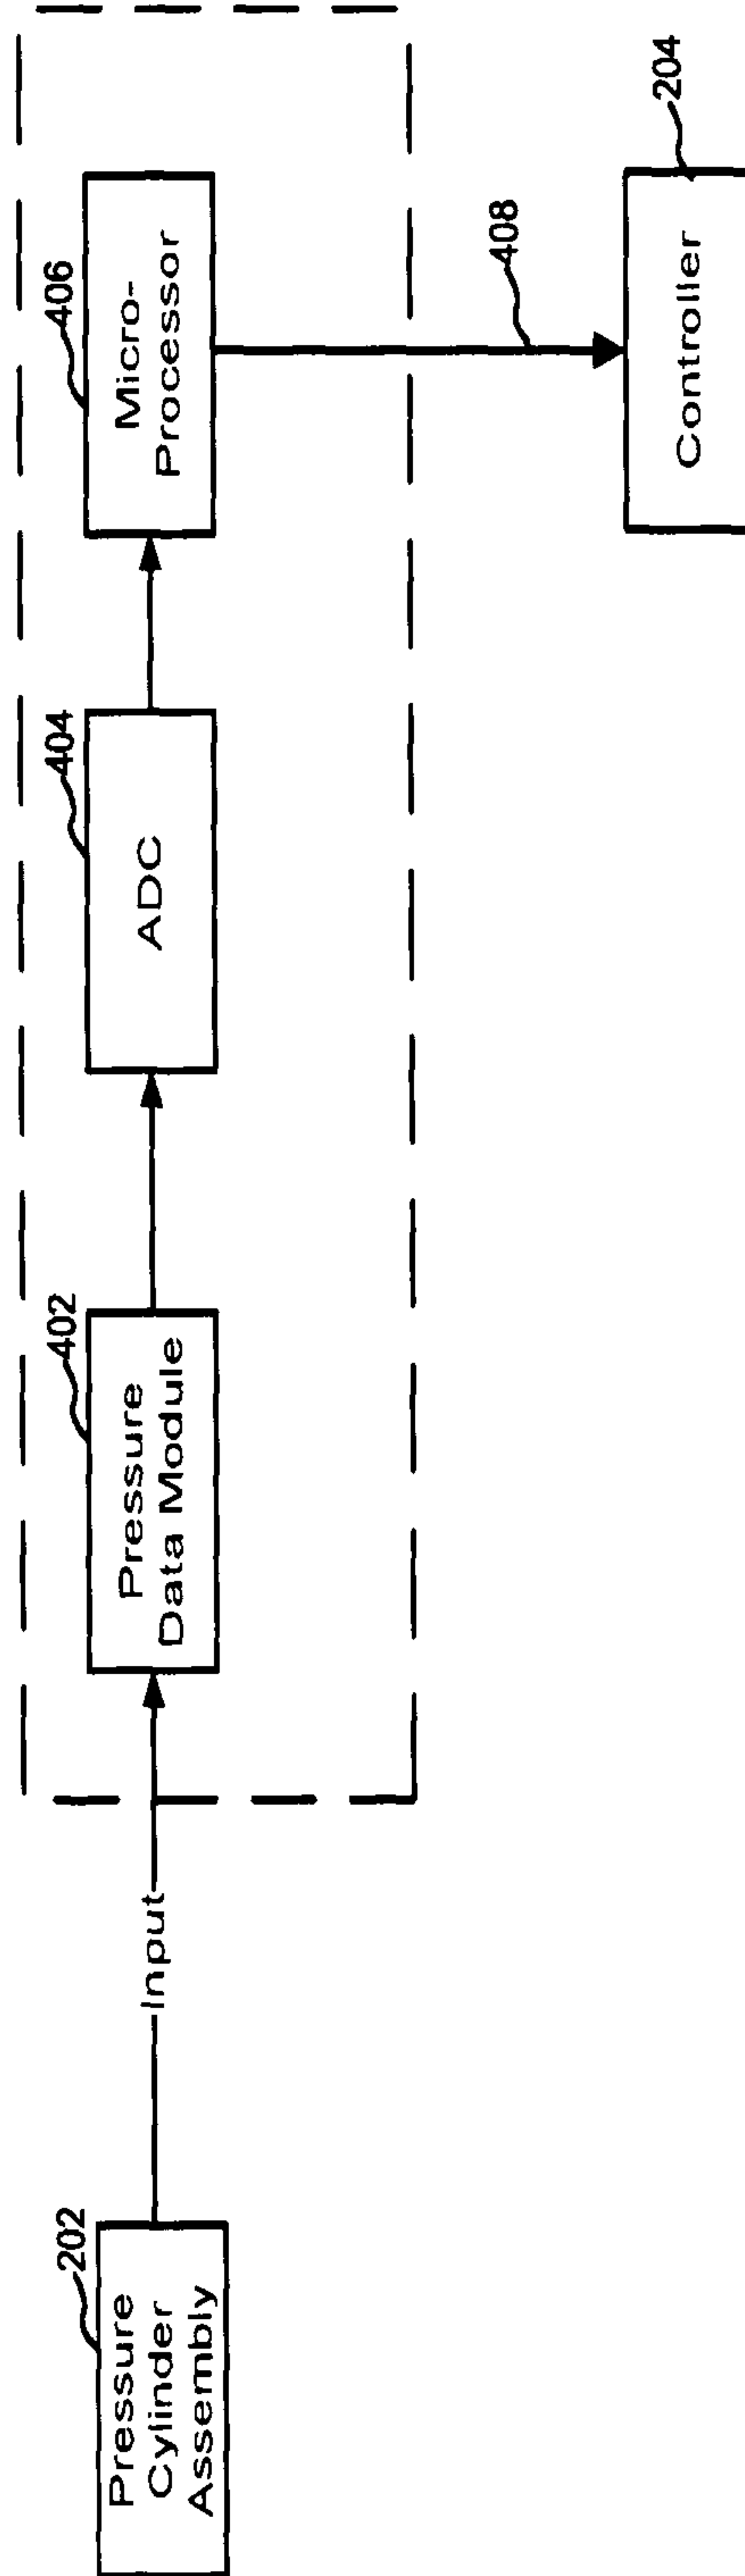 202
Pressure
Cylinder
Assembly
Input
402
Pressure
Data Module
404
ADC
406
Micro-
Processor
408
204
Controller